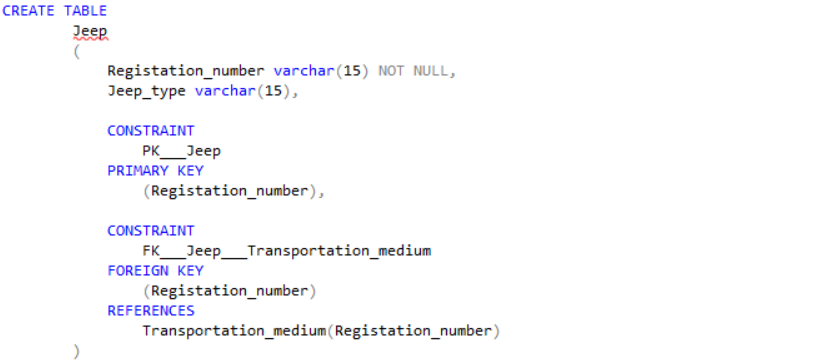 CREATE TABLE
Jeep
(
Registation_number varchar(15) NOT NULL,
Jeep_type varchar(15),
CONSTRAINT
PK___Jeep
PRIMARY KEY
(Registation_number),
CONSTRAINT
FK___Jeep___Transportation_medium
FOREIGN KEY
(Registation_number)
REFERENCES
Transportation_medium(Registation_number)
)